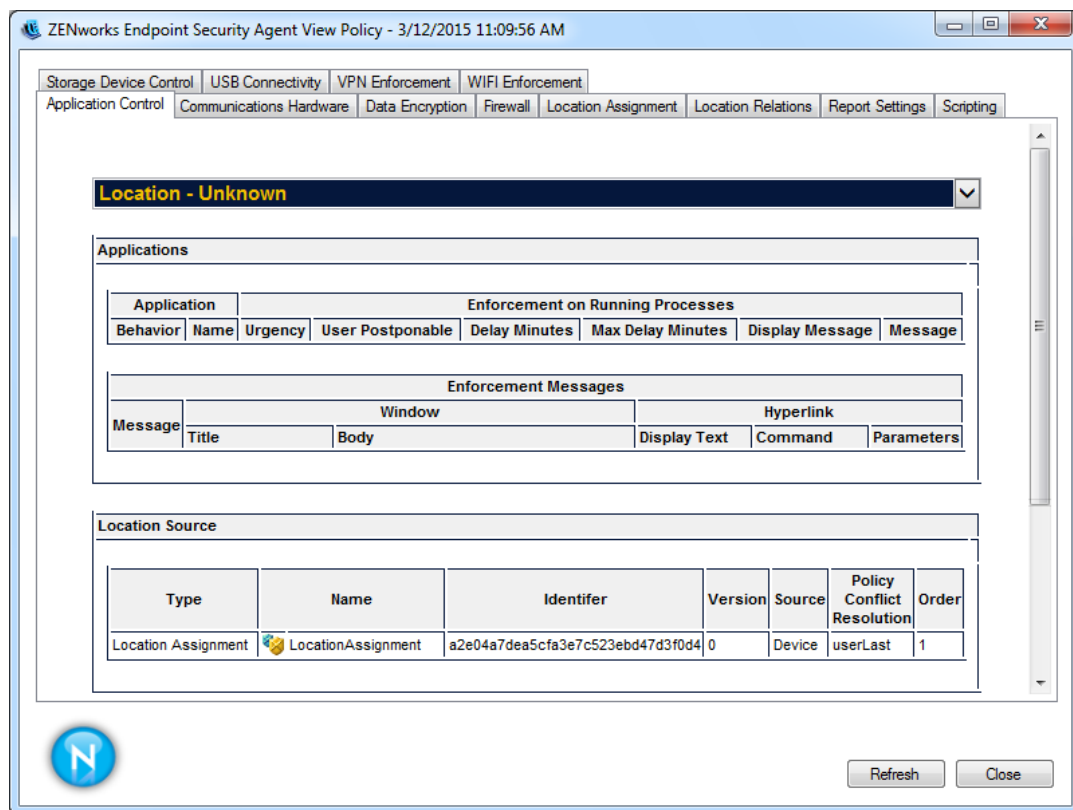 ZENworks Endpoint Security Agent View Policy - 3/12/2015 11:09:56 AM
Storage Device Control USB Connectivity VPN Enforcement WIFI Enforcement
Application Control Communications Hardware Data Encryption Firewall Location Assignment Location Relations Report Settings Scripting
Location - Unknown
Applications
Application Enforcement on Running Processes
Behavior Name Urgency User Postponable Delay Minutes Max Delay Minutes Display Message Message
Enforcement Messages
Message Window Hyperlink
Title Body Display Text Command Parameters
Location Source
Type Name Identifer Version Source Policy Conflict Resolution Order
Location Assignment LocationAssignment a2e04a7dea5cfa3e7c523ebd47d3f0d4 0 Device userLast 1
N
Refresh Close